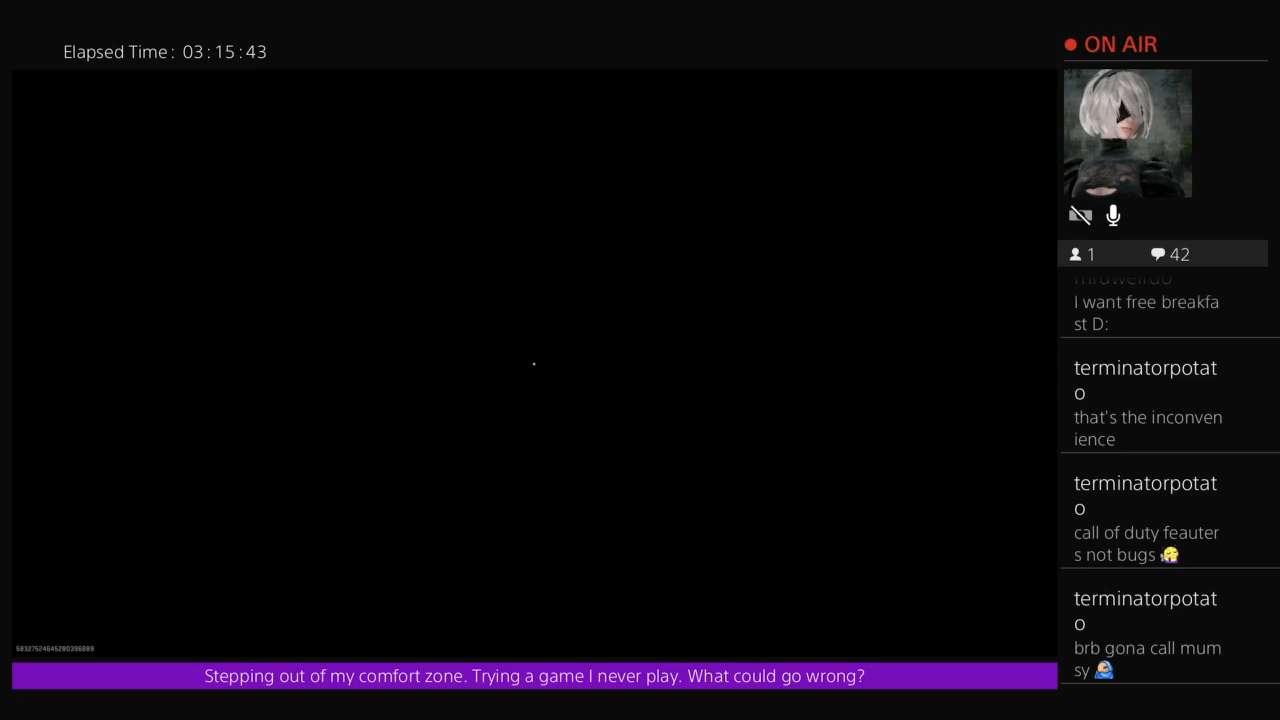 Elapsed Time: 03:15:43
ON AIR
1
42
mrdweirdo
I want free breakfa
st D:
terminatorpotat
o
that's the inconven
ience
terminatorpotat
o
call of duty feauter
s not bugs
terminatorpotat
o
brb gona call mum
sy
58327524645280396889
Stepping out of my comfort zone. Trying a game I never play. What could go wrong?